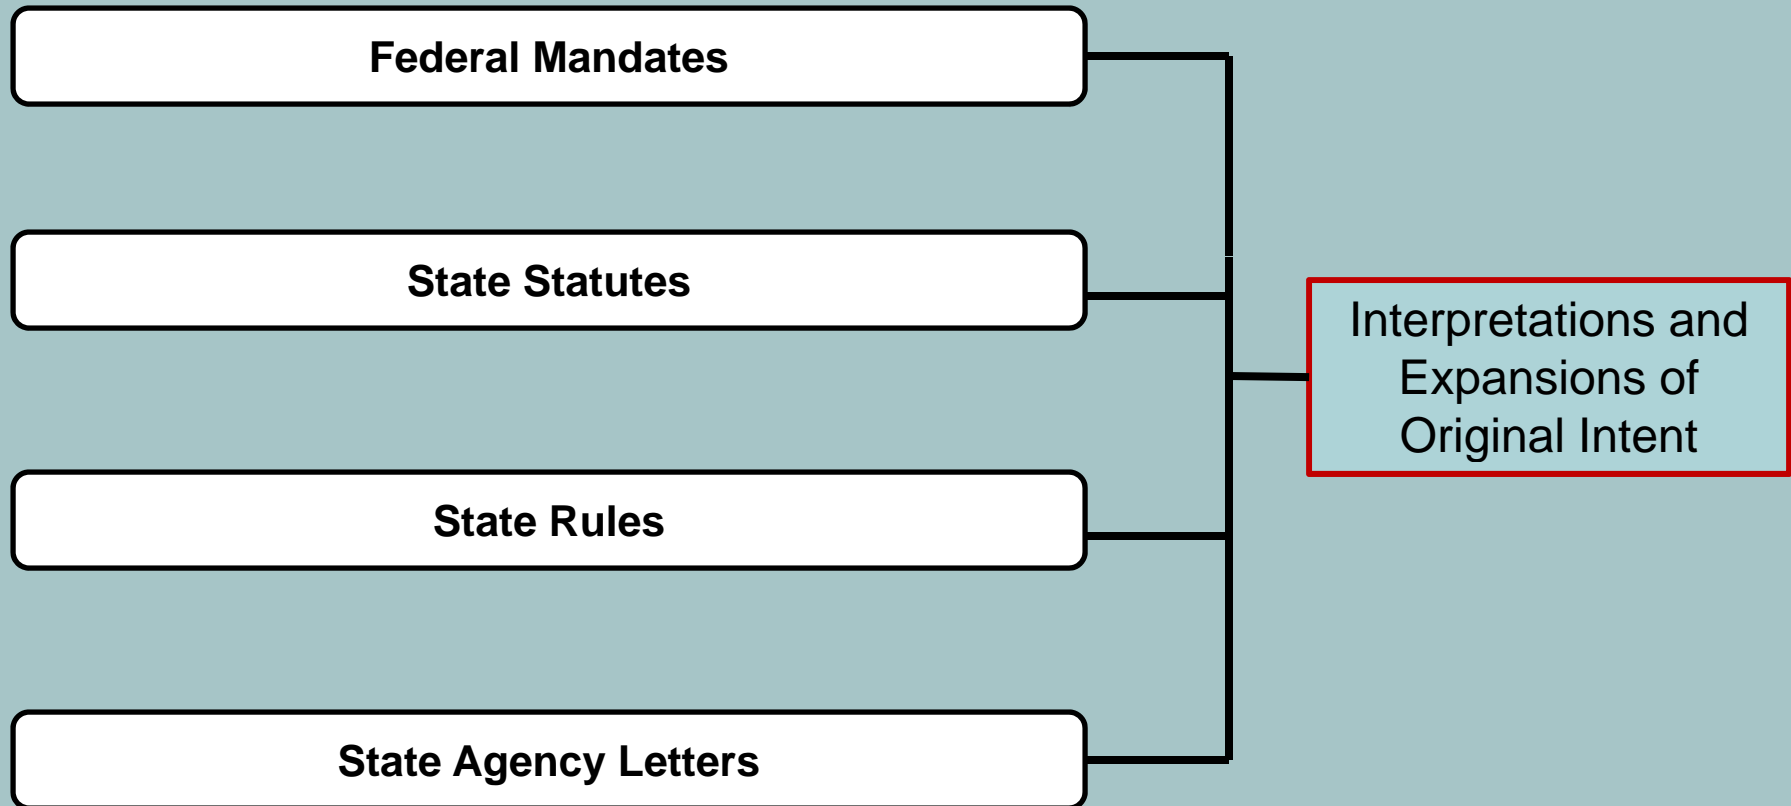 Federal Mandates
State Statutes
Interpretations and
Expansions of
Original Intent
State Rules
State Agency Letters